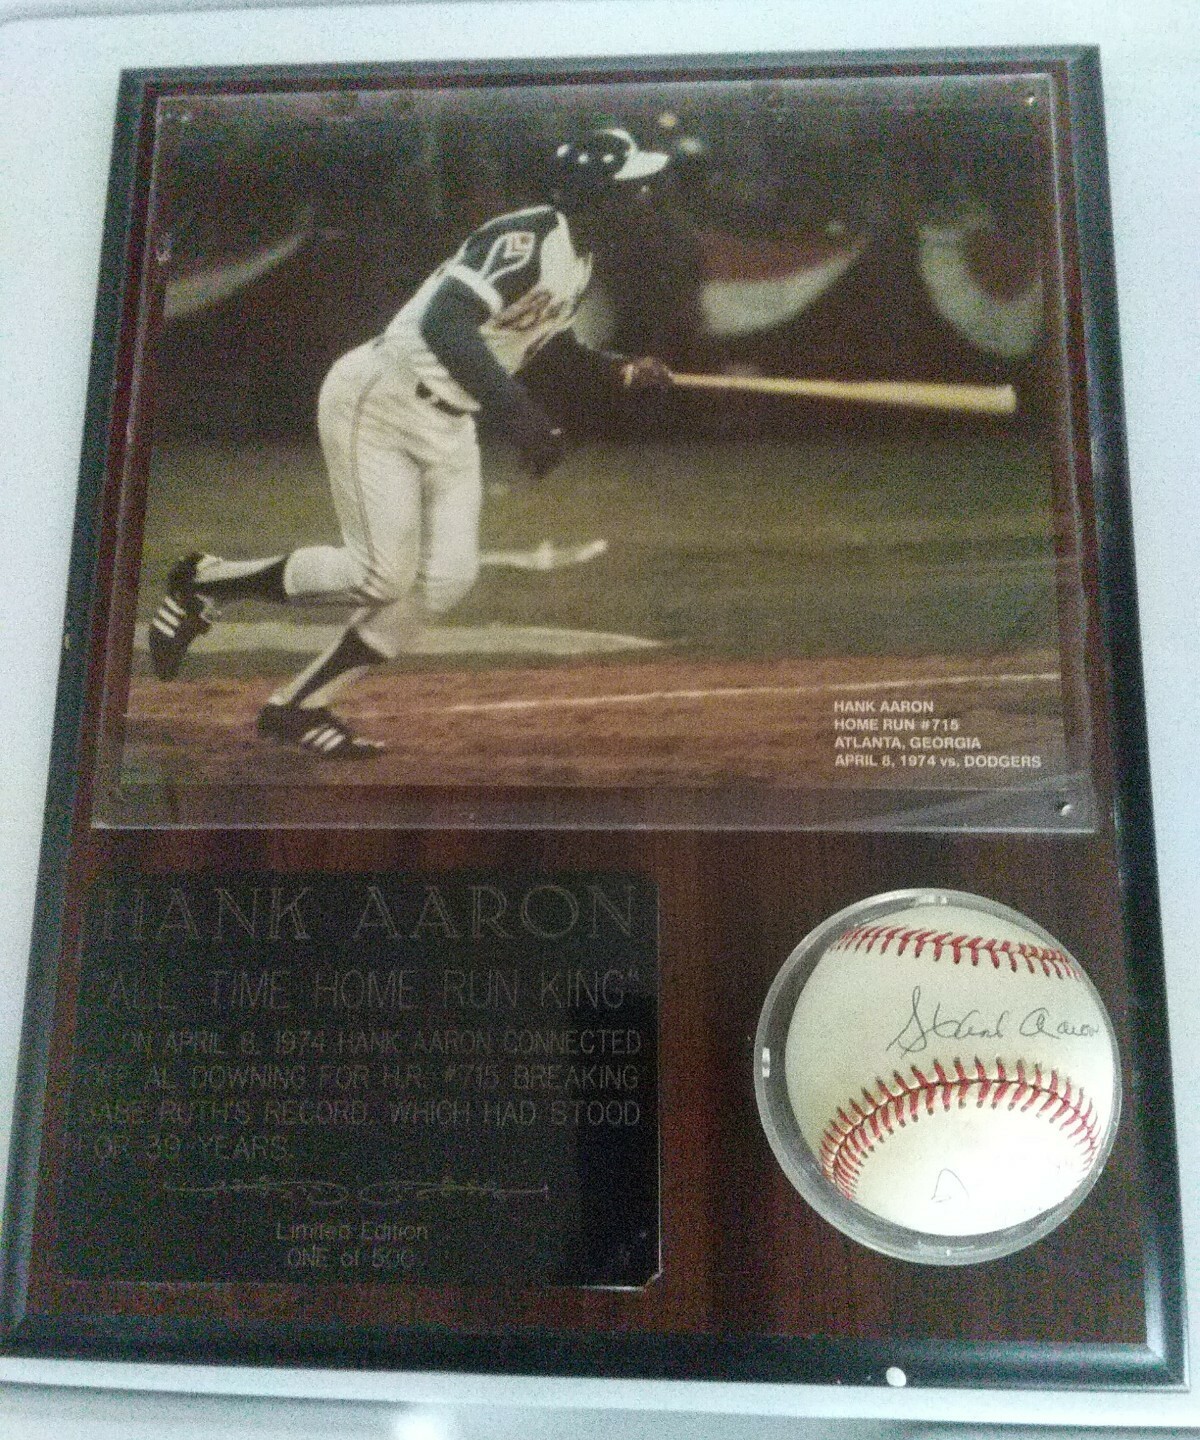 HANK AARON
HOME RUN #715
ATLANTA, GEORGIA
APRIL 8, 1974 vs. DODGERS
HANK AARON
"ALL TIME HOME RUN KING"
ON APRIL 8, 1974 HANK AARON CONNECTED
OFF AL DOWNING FOR H.R. #715 BREAKING
BABE RUTH'S RECORD WHICH HAD STOOD
FOR 39 YEARS.
Limited Edition
ONE of 500
Hank Aaron